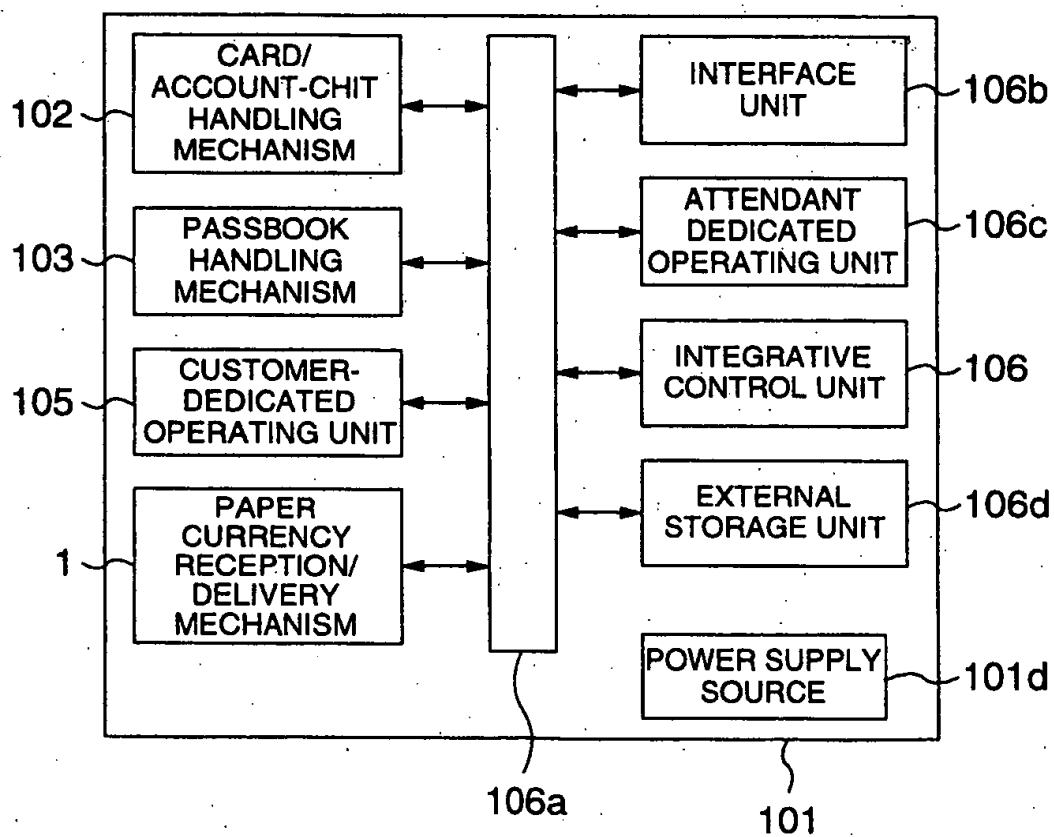 CARD/
ACCOUNT-CHIT
HANDLING
MECHANISM
102
PASSBOOK
HANDLING
MECHANISM
103
CUSTOMER-
DEDICATED
OPERATING UNIT
105
PAPER
CURRENCY
RECEPTION/
DELIVERY
MECHANISM
1
INTERFACE
UNIT
106b
ATTENDANT
DEDICATED
OPERATING UNIT
106c
INTEGRATIVE
CONTROL UNIT
106
EXTERNAL
STORAGE UNIT
106d
POWER SUPPLY
SOURCE
101d
106a
101